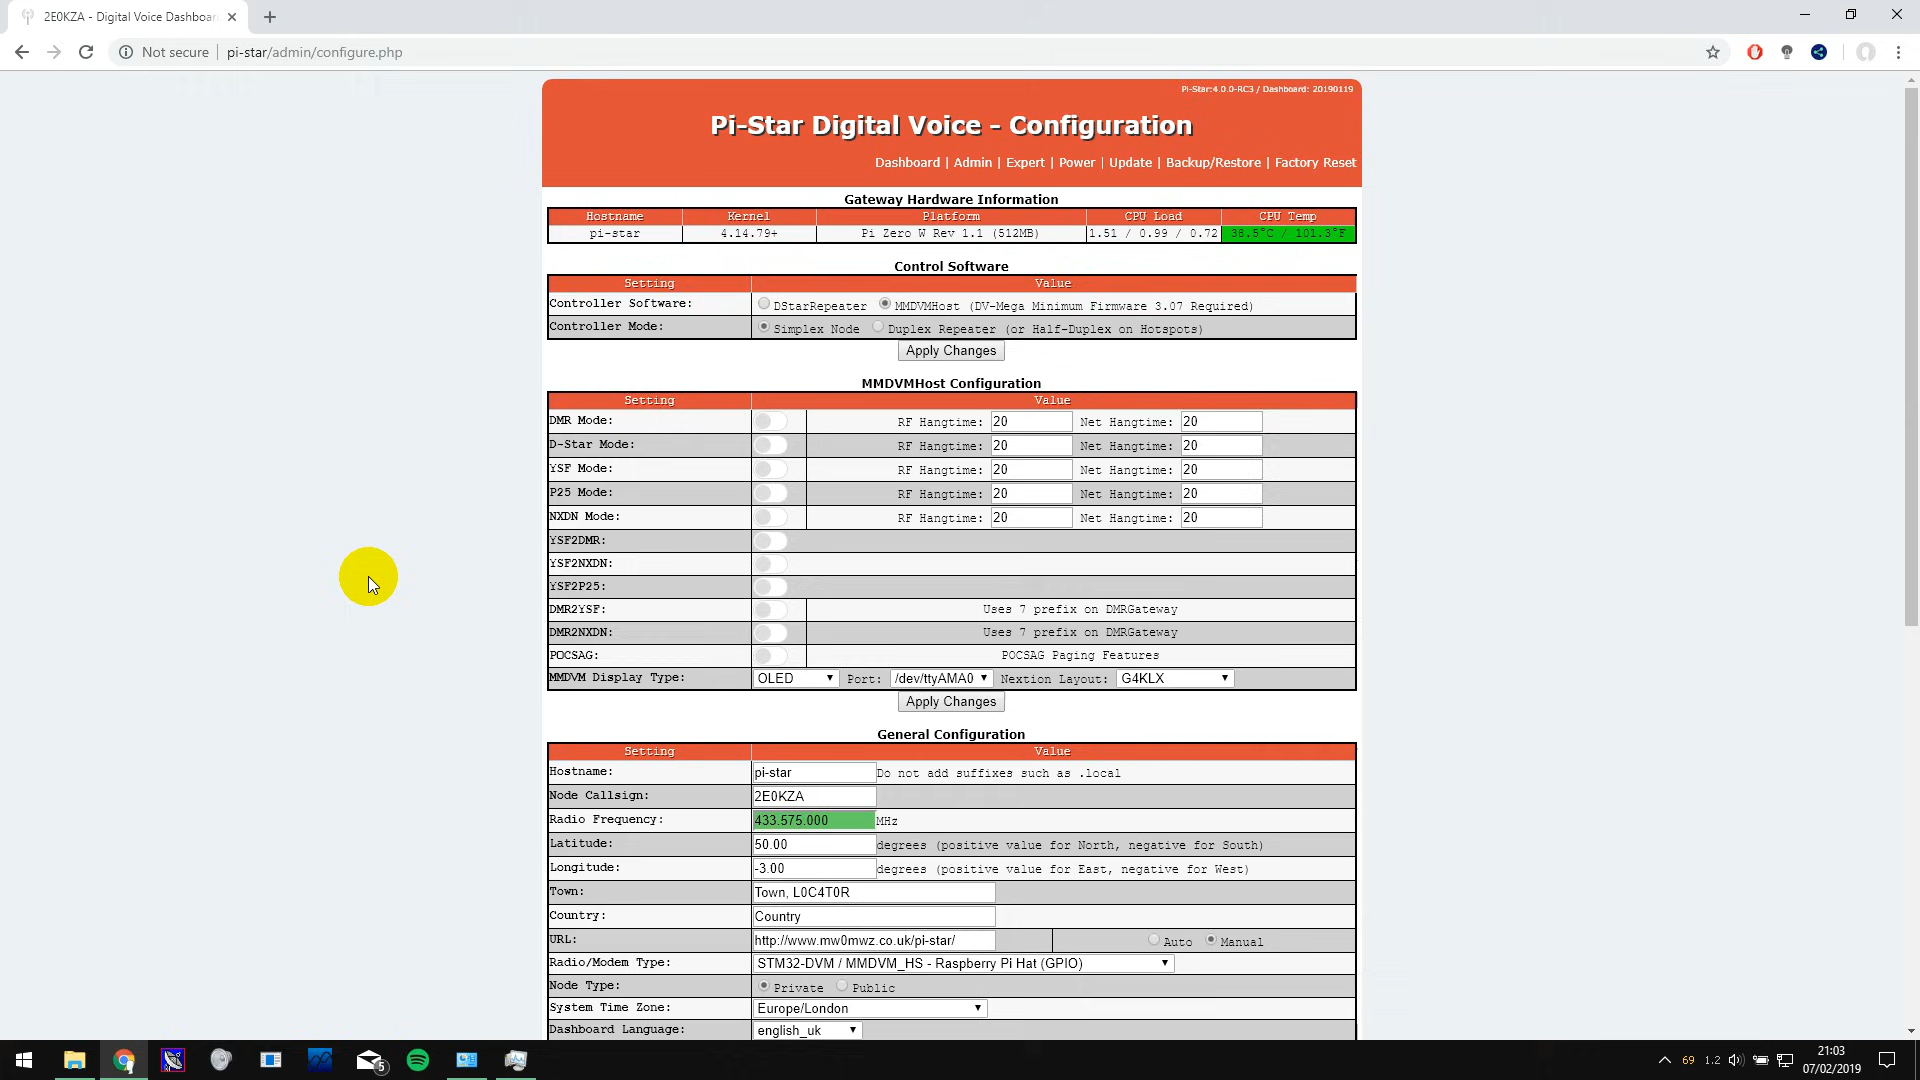 2E0KZA - Digital Voice Dashboar
Not secure | pi-star/admin/configure.php
Pi-Star:4.0.0-RC3 / Dashboard: 20190119
Pi-Star Digital Voice - Configuration
Dashboard | Admin | Expert | Power | Update | Backup/Restore | Factory Reset
Gateway Hardware Information
Hostname Kernel Platform CPU Load CPU Temp
pi-star 4.14.79+ Pi Zero W Rev 1.1 (512MB) 1.51 / 0.99 / 0.72 38.5°C / 101.3°F
Control Software
Setting Value
Controller Software: DStarRepeater MMDVMHost (DV-Mega Minimum Firmware 3.07 Required)
Controller Mode: Simplex Node Duplex Repeater (or Half-Duplex on Hotspots)
Apply Changes
MMDVMHost Configuration
Setting Value
DMR Mode: RF Hangtime: 20 Net Hangtime: 20
D-Star Mode: RF Hangtime: 20 Net Hangtime: 20
YSF Mode: RF Hangtime: 20 Net Hangtime: 20
P25 Mode: RF Hangtime: 20 Net Hangtime: 20
NXDN Mode: RF Hangtime: 20 Net Hangtime: 20
YSF2DMR:
YSF2NXDN:
YSF2P25:
DMR2YSF: Uses 7 prefix on DMRGateway
DMR2NXDN: Uses 7 prefix on DMRGateway
POCSAG: POCSAG Paging Features
MMDVM Display Type: OLED Port: /dev/ttyAMA0 Nextion Layout: G4KLX
Apply Changes
General Configuration
Setting Value
Hostname: pi-star Do not add suffixes such as .local
Node Callsign: 2E0KZA
Radio Frequency: 433.575.000 MHz
Latitude: 50.00 degrees (positive value for North, negative for South)
Longitude: -3.00 degrees (positive value for East, negative for West)
Town: Town, L0C4T0R
Country: Country
URL: http://www.mw0mwz.co.uk/pi-star/ Auto Manual
Radio/Modem Type: STM32-DVM / MMDVM_HS - Raspberry Pi Hat (GPIO)
Node Type: Private Public
System Time Zone: Europe/London
Dashboard Language: english_uk
5
69 1.2
21:03
07/02/2019